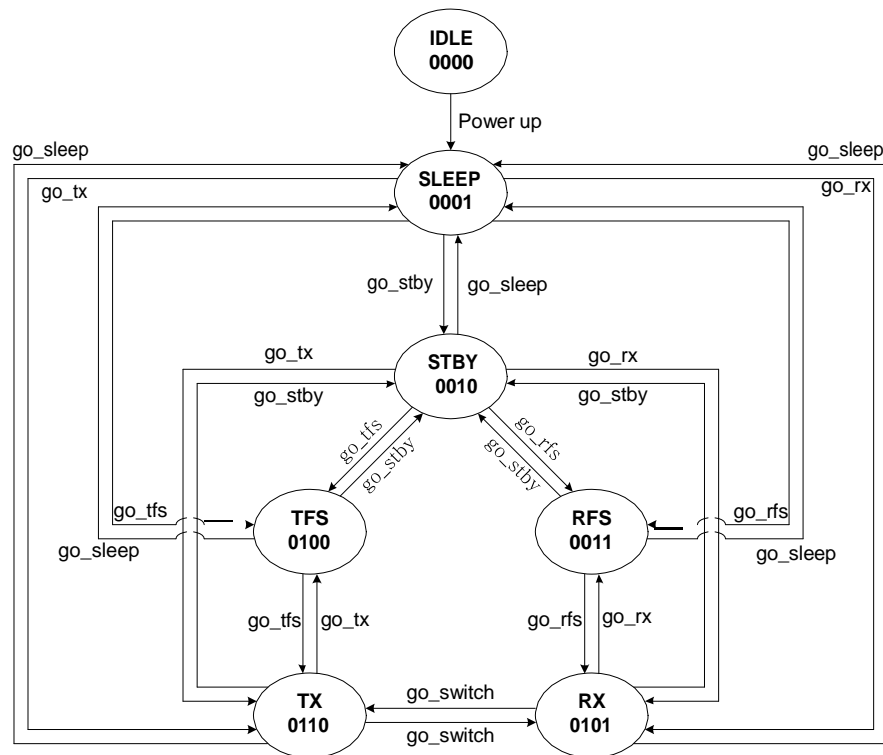 IDLE
0000
Power up
go_sleep
go_sleep
SLEEP
0001
go_tx
go_rx
go_stby
go_sleep
go_tx
go_rx
STBY
0010
go_stby
go_stby
go_tfs
go_stby
go_rfs
go_stby
go_tfs
go_rfs
TFS
0100
RFS
0011
go_sleep
go_sleep
go_tfs
go_tx
go_rfs
go_rx
go_switch
TX
0110
RX
0101
go_switch